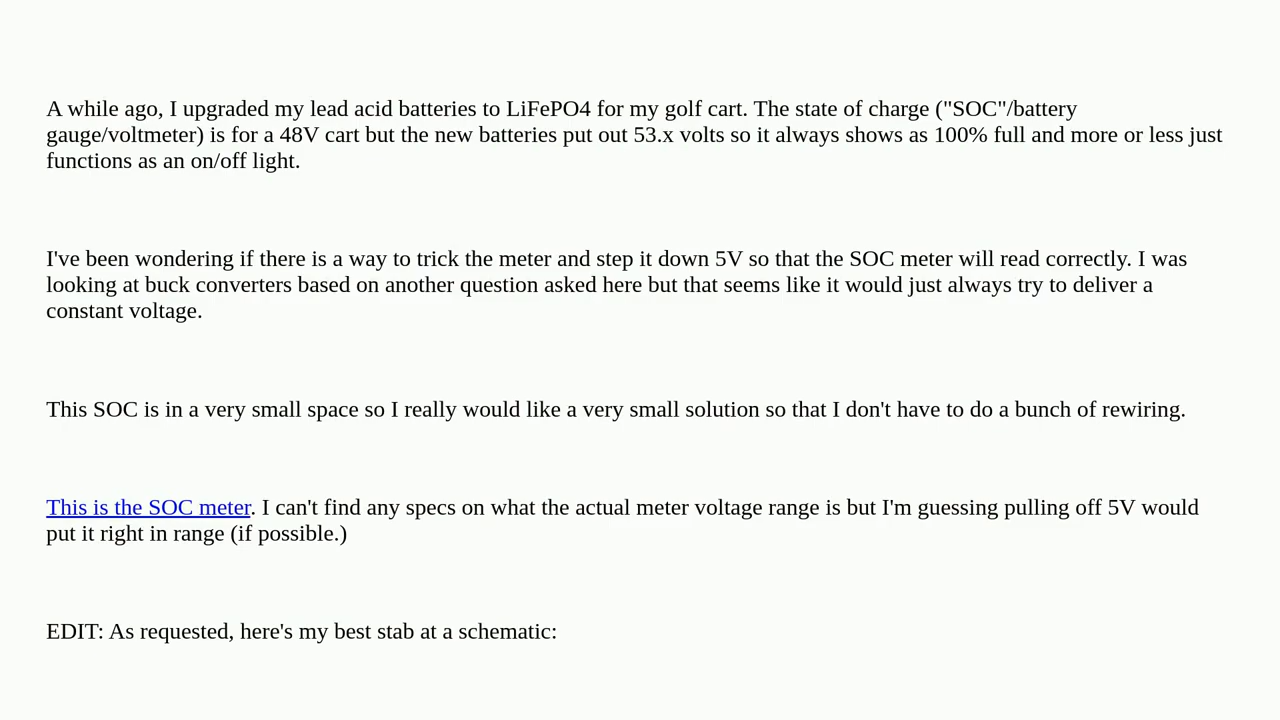 A while ago, I upgraded my lead acid batteries to LiFePO4 for my golf cart. The state of charge ("SOC"/battery
gauge/voltmeter) is for a 48V cart but the new batteries put out 53.x volts so it always shows as 100% full and more or less just
functions as an on/off light.
I've been wondering if there is a way to trick the meter and step it down 5V so that the SOC meter will read correctly. I was
looking at buck converters based on another question asked here but that seems like it would just always try to deliver a
constant voltage.
This SOC is in a very small space so I really would like a very small solution so that I don't have to do a bunch of rewiring.
This is the SOC meter. I can't find any specs on what the actual meter voltage range is but I'm guessing pulling off 5V would
put it right in range (if possible.)
EDIT: As requested, here's my best stab at a schematic: